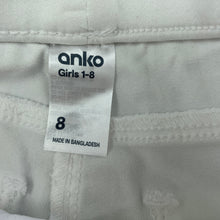 anko
Girls 1-8
8
MADE IN BANGLADESH